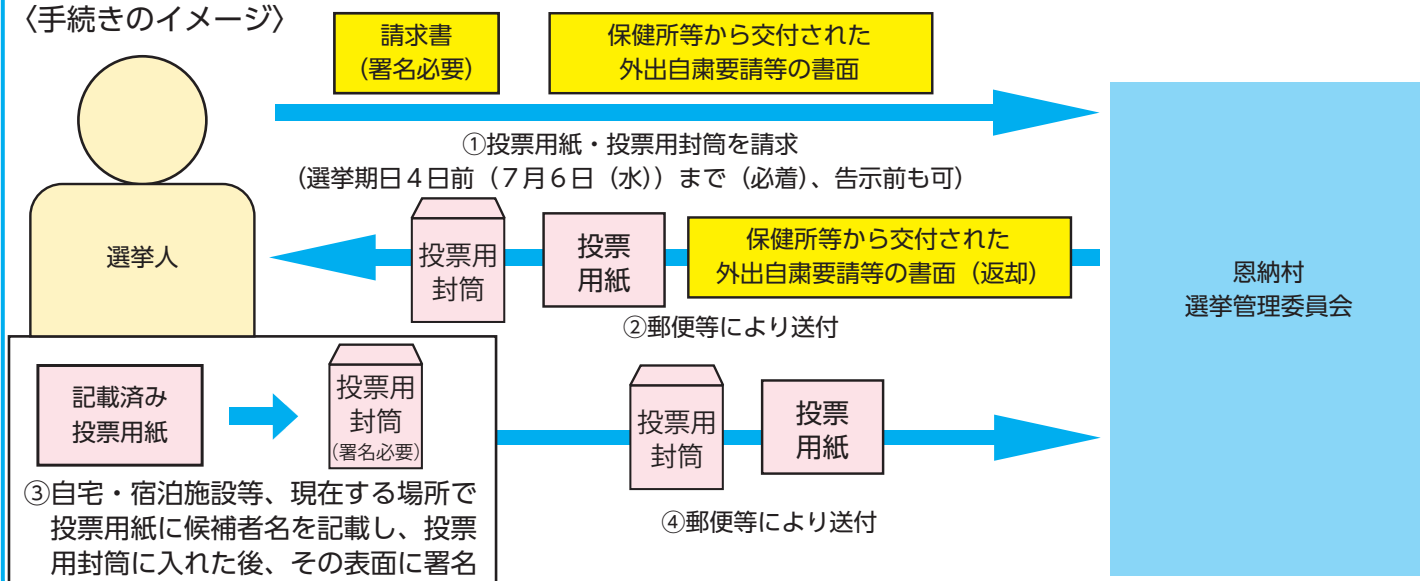 〈手続きのイメージ〉
請求書
（署名必要）
保健所等から交付された
外出自粛要請等の書面
①投票用紙・投票用封筒を請求
（選挙期日４日前（７月６日（水））まで（必着）、告示前も可）
選挙人
投票用
封筒
投票
用紙
保健所等から交付された
外出自粛要請等の書面（返却）
②郵便等により送付
恩納村
選挙管理委員会
記載済み
投票用紙
投票用
封筒
（署名必要）
③自宅・宿泊施設等、現在する場所で
投票用紙に候補者名を記載し、投票
用封筒に入れた後、その表面に署名
投票用
封筒
投票
用紙
④郵便等により送付